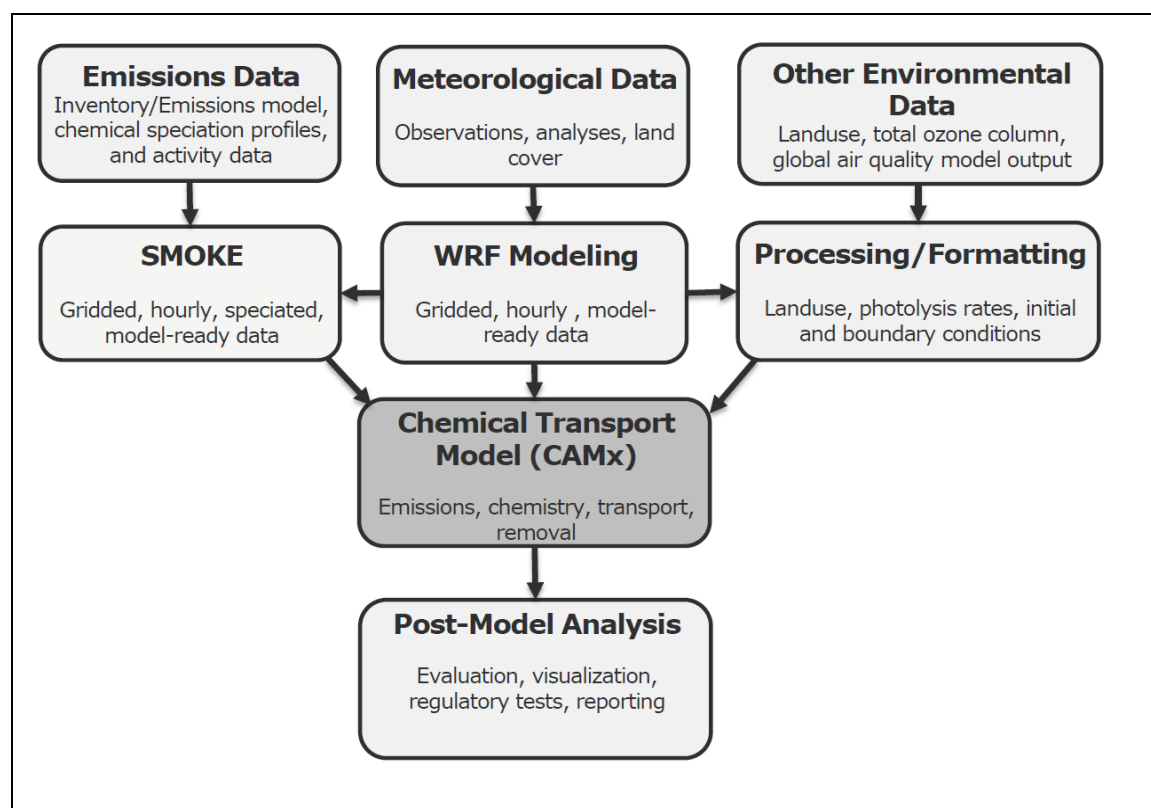 Emissions Data
Inventory/Emissions model,
chemical speciation profiles,
and activity data
Meteorological Data
Observations, analyses, land
cover
Other Environmental
Data
Landuse, total ozone column,
global air quality model output
SMOKE
Gridded, hourly, speciated,
model-ready data
WRF Modeling
Gridded, hourly , model-
ready data
Processing/Formatting
Landuse, photolysis rates, initial
and boundary conditions
Chemical Transport
Model (CAMx)
Emissions, chemistry, transport,
removal
Post-Model Analysis
Evaluation, visualization,
regulatory tests, reporting